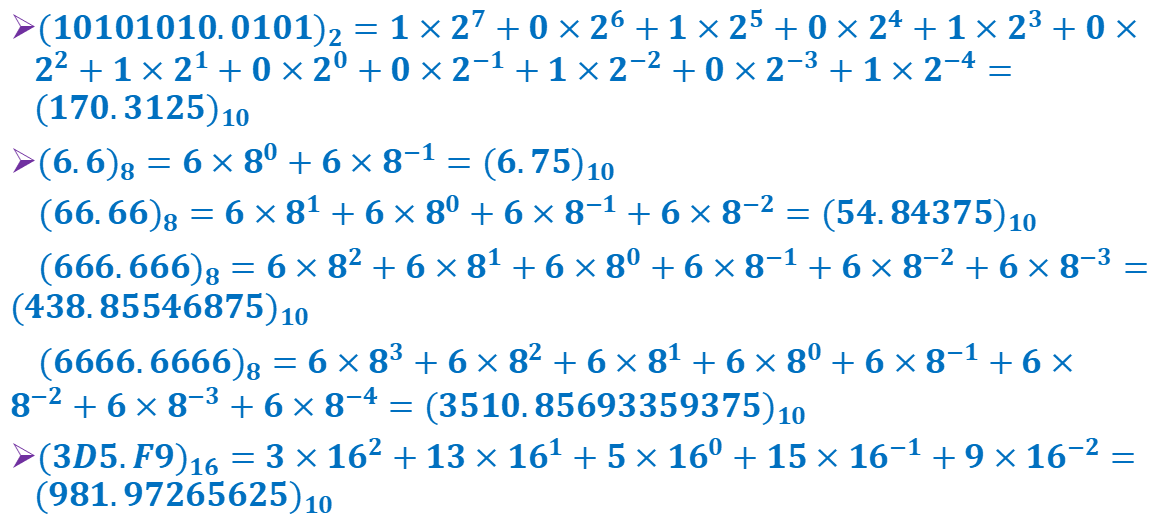 ➢(10101010.0101)₂ = 1 × 2⁷ + 0 × 2⁶ + 1 × 2⁵ + 0 × 2⁴ + 1 × 2³ + 0 ×
2² + 1 × 2¹ + 0 × 2⁰ + 0 × 2⁻¹ + 1 × 2⁻² + 0 × 2⁻³ + 1 × 2⁻⁴ =
(170.3125)₁₀
➢(6.6)₈ = 6 × 8⁰ + 6 × 8⁻¹ = (6.75)₁₀
(66.66)₈ = 6 × 8¹ + 6 × 8⁰ + 6 × 8⁻¹ + 6 × 8⁻² = (54.84375)₁₀
(666.666)₈ = 6 × 8² + 6 × 8¹ + 6 × 8⁰ + 6 × 8⁻¹ + 6 × 8⁻² + 6 × 8⁻³ =
(438.85546875)₁₀
(6666.6666)₈ = 6 × 8³ + 6 × 8² + 6 × 8¹ + 6 × 8⁰ + 6 × 8⁻¹ + 6 ×
8⁻² + 6 × 8⁻³ + 6 × 8⁻⁴ = (3510.85693359375)₁₀
➢(3D5.F9)₁₆ = 3 × 16² + 13 × 16¹ + 5 × 16⁰ + 15 × 16⁻¹ + 9 × 16⁻² =
(981.97265625)₁₀